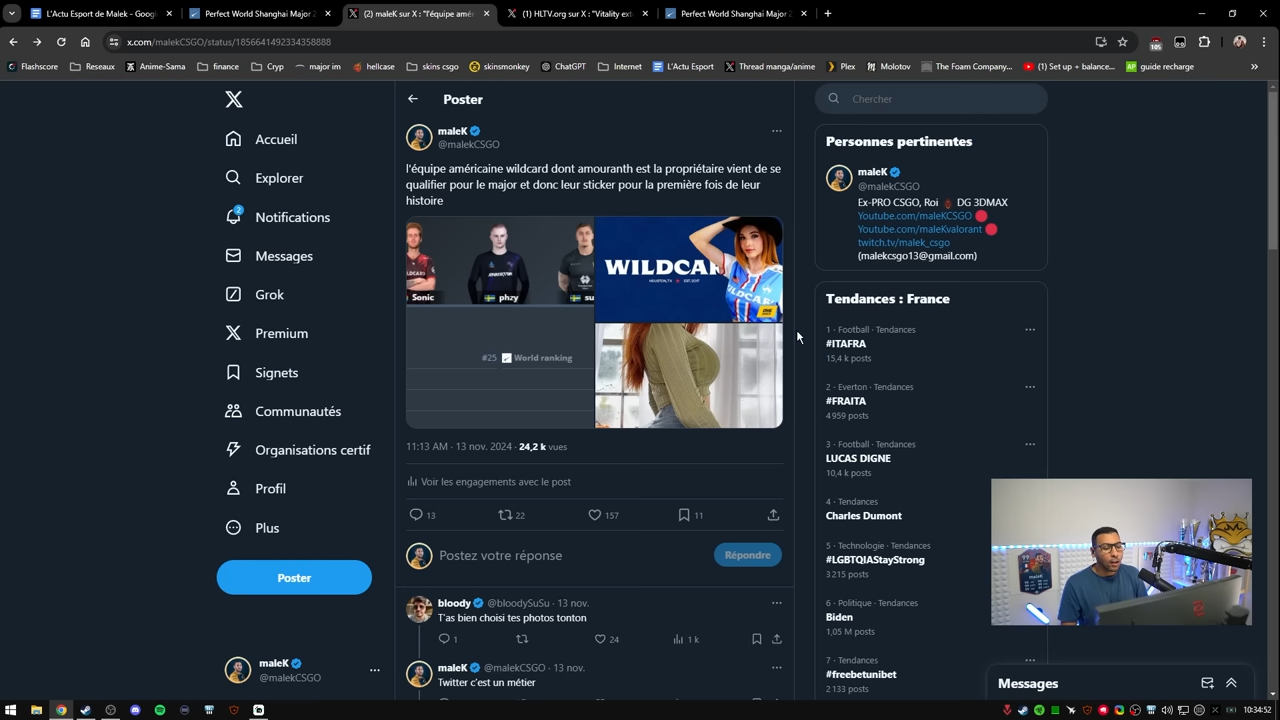 L'Actu Esport de Malek - Goog
Perfect World Shanghai Major 2
(2) maleK sur X : "l'équipe amér
(1) HLTV.org sur X : "Vitality ext
Perfect World Shanghai Major 2
x.com/malekCSGO/status/1856641492334358888
105
Flashscore
Reseaux
Anime-Sama
finance
Cryp
major im
hellcase
skins csgo
skinsmonkey
ChatGPT
Internet
L'Actu Esport
Thread manga/anime
Plex
Molotov
The Foam Company...
(1) Set up + balance...
guide recharge
Accueil
Explorer
2
Notifications
Messages
Grok
Premium
Signets
Communautés
Organisations certif
Profil
Plus
Poster
maleK
@malekCSGO
Poster
maleK
@malekCSGO
l'équipe américaine wildcard dont amouranth est la propriétaire vient de se
qualifier pour le major et donc leur sticker pour la première fois de leur
histoire
Sonic
phzy
su
#25 World ranking
WILDCAR
WILDCAR
11:13 AM · 13 nov. 2024 · 24,2 k vues
Voir les engagements avec le post
13
22
157
11
Postez votre réponse
Répondre
bloody @bloodySuSu · 13 nov.
T'as bien choisi tes photos tonton
1
24
1 k
maleK @malekCSGO · 13 nov.
Twitter c'est un métier
Chercher
Personnes pertinentes
maleK
@malekCSGO
Ex-PRO CSGO, Roi DG 3DMAX
Youtube.com/maleKCSGO
Youtube.com/maleKvalorant
twitch.tv/malek_csgo
(malekcsgo13@gmail.com)
Tendances : France
1 · Football · Tendances
#ITAFRA
15,4 k posts
2 · Everton · Tendances
#FRAITA
4 959 posts
3 · Football · Tendances
LUCAS DIGNE
10,4 k posts
4 · Tendances
Charles Dumont
5 · Technologie · Tendances
#LGBTQIAStayStrong
3 215 posts
6 · Politique · Tendances
Biden
1,05 M posts
7 · Tendances
#freebetunibet
2 133 posts
Messages
10:34:52